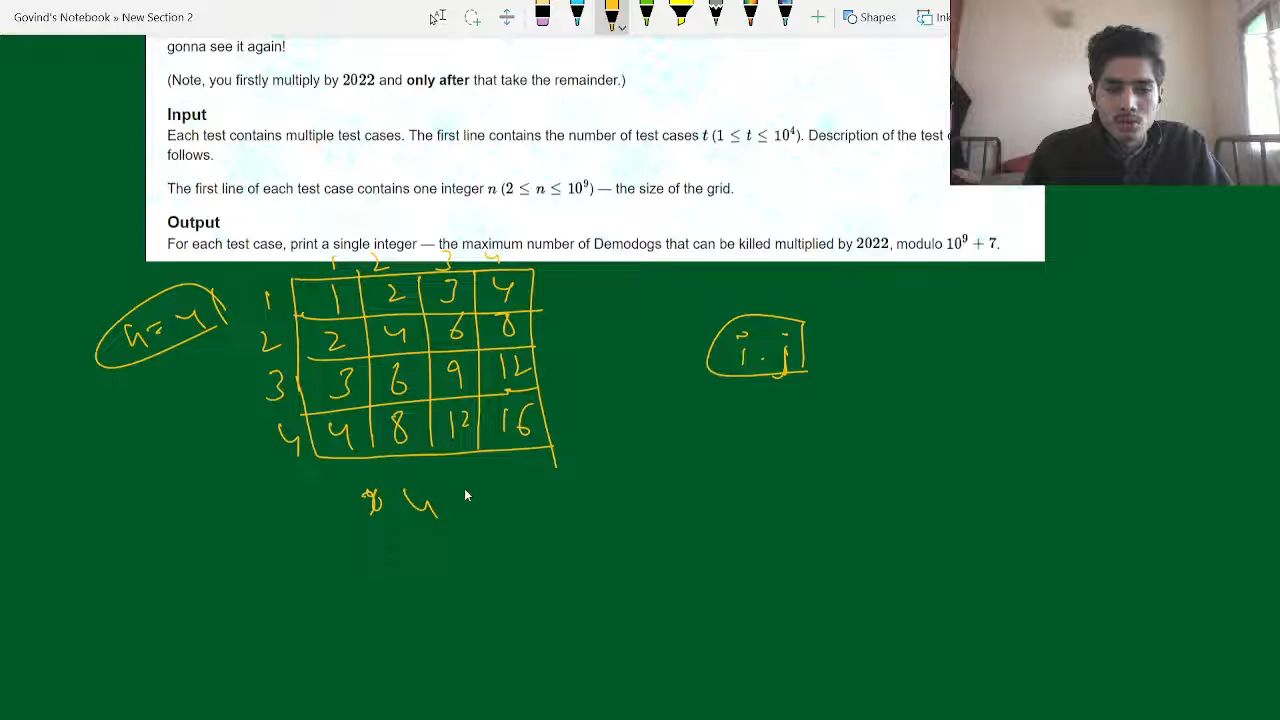 Govind's Notebook » New Section 2
Shapes
Ink
gonna see it again!
(Note, you firstly multiply by 2022 and only after that take the remainder.)
Input
Each test contains multiple test cases. The first line contains the number of test cases t (1 ≤ t ≤ 10⁴). Description of the test
follows.
The first line of each test case contains one integer n (2 ≤ n ≤ 10⁹) — the size of the grid.
Output
For each test case, print a single integer — the maximum number of Demodogs that can be killed multiplied by 2022, modulo 10⁹ + 7.
1 2 3 4
n = 4
1 1 2 3 4
2 2 4 6 8
3 3 6 9 12
4 4 8 12 16
i . j